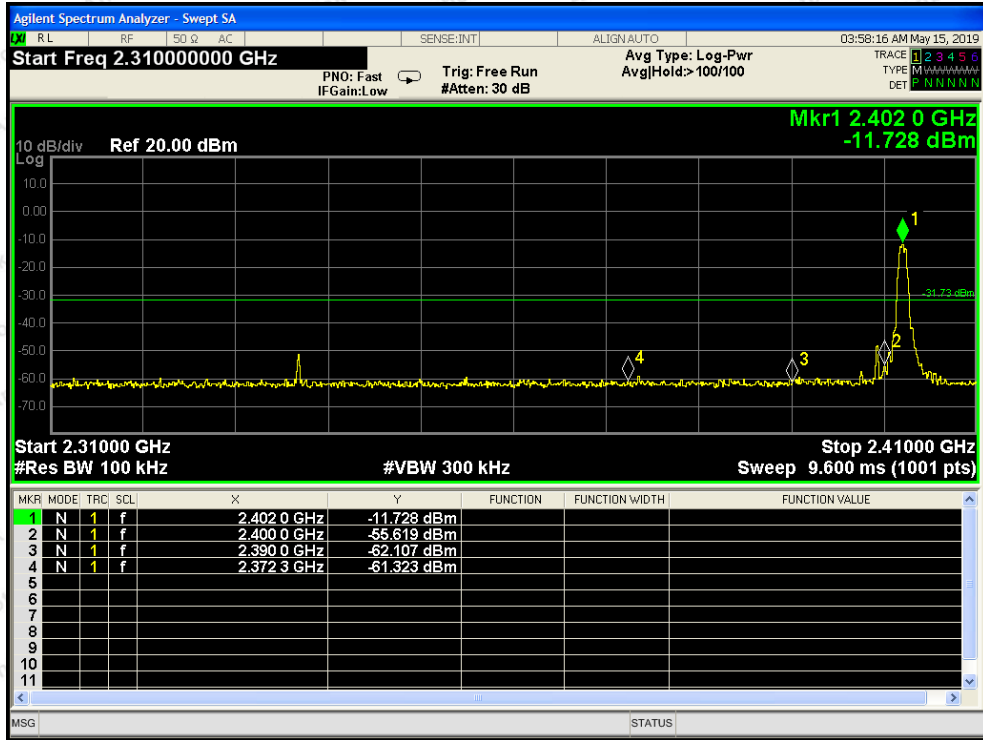 Agilent Spectrum Analyzer - Swept SA
LXI RL RF 50 Ω AC SENSE:INT ALIGN AUTO 03:58:16 AM May 15, 2019
Start Freq 2.310000000 GHz
PNO: Fast Trig: Free Run Avg Type: Log-Pwr TRACE 1 2 3 4 5 6
IFGain:Low #Atten: 30 dB Avg|Hold:>100/100 TYPE MWWWWW
DET P N N N N N
Mkr1 2.402 0 GHz
-11.728 dBm
10 dB/div Ref 20.00 dBm
Log
10.0
0.00
1
-10.0
-20.0
-30.0
-31.73 dBm
-40.0
-50.0
2
4
3
-60.0
-70.0
Start 2.31000 GHz Stop 2.41000 GHz
#Res BW 100 kHz #VBW 300 kHz Sweep 9.600 ms (1001 pts)
MKR MODE TRC SCL X Y FUNCTION FUNCTION WIDTH FUNCTION VALUE
1 N 1 f 2.402 0 GHz -11.728 dBm
2 N 1 f 2.400 0 GHz -55.619 dBm
3 N 1 f 2.390 0 GHz -62.107 dBm
4 N 1 f 2.372 3 GHz -61.323 dBm
5
6
7
8
9
10
11
MSG STATUS